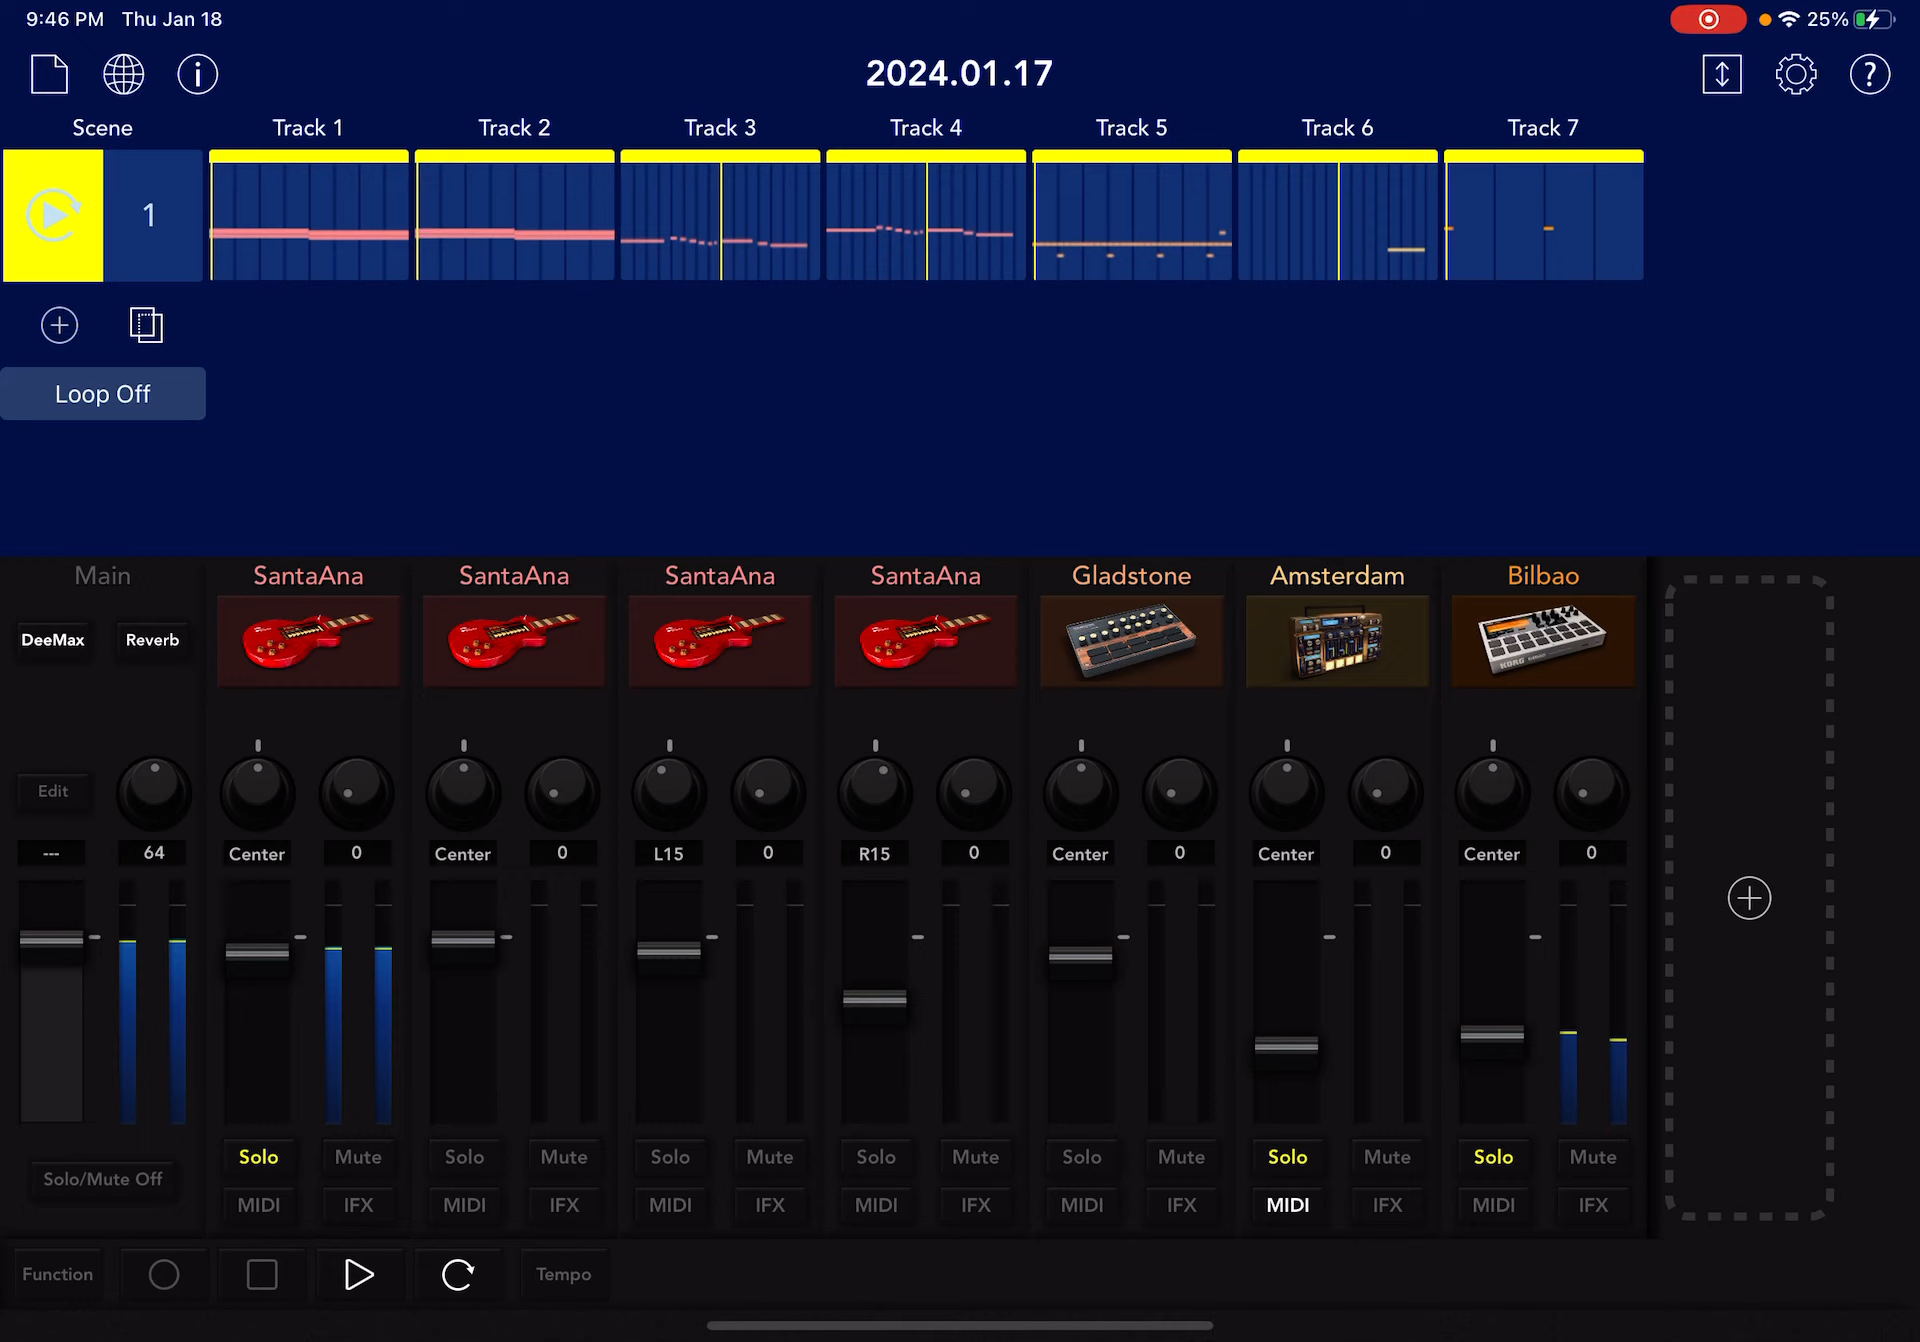 9:46 PM Thu Jan 18
25%
2024.01.17
Scene Track 1 Track 2 Track 3 Track 4 Track 5 Track 6 Track 7
1
Loop Off
Main SantaAna SantaAna SantaAna SantaAna Gladstone Amsterdam Bilbao
DeeMax Reverb
KORG
Edit
--- 64 Center 0 Center 0 L15 0 R15 0 Center 0 Center 0 Center 0
Solo Mute Solo Mute Solo Mute Solo Mute Solo Mute Solo Mute Solo Mute
Solo/Mute Off
MIDI IFX MIDI IFX MIDI IFX MIDI IFX MIDI IFX MIDI IFX MIDI IFX
Function Tempo